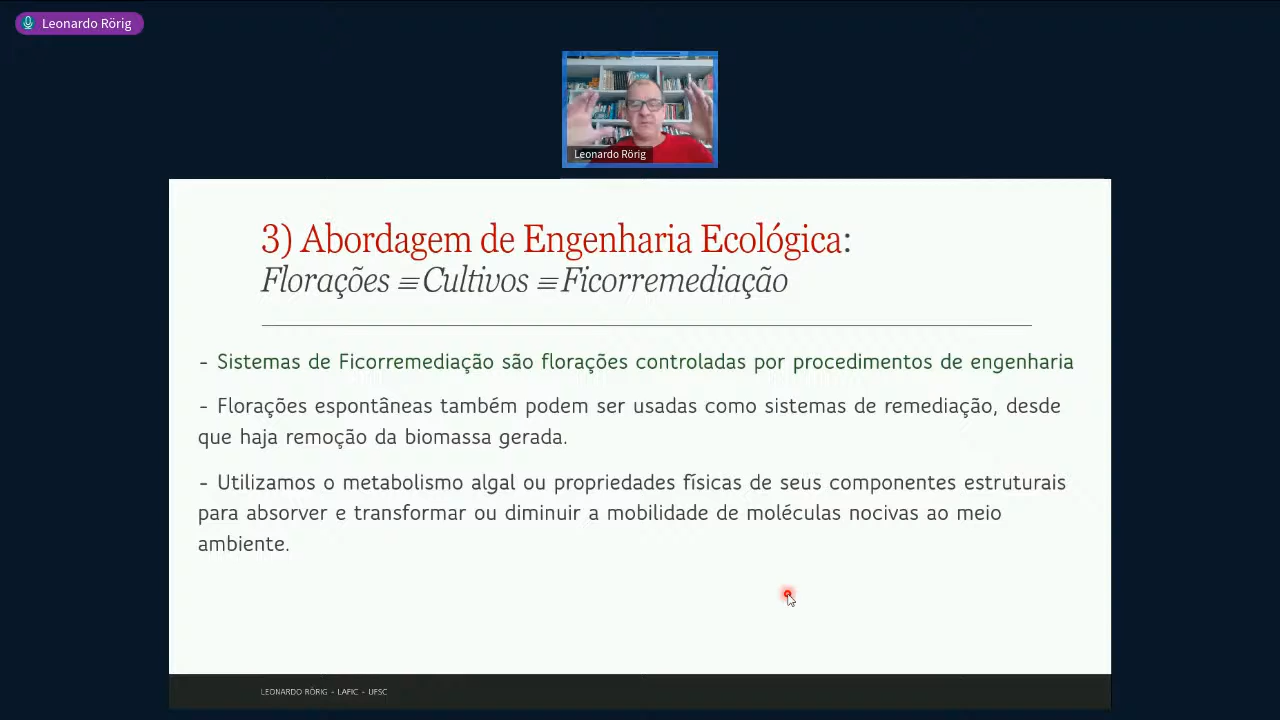 Leonardo Rörig
Leonardo Rörig
3) Abordagem de Engenharia Ecológica:
Florações ≡ Cultivos ≡ Ficorremediação
- Sistemas de Ficorremediação são florações controladas por procedimentos de engenharia
- Florações espontâneas também podem ser usadas como sistemas de remediação, desde
que haja remoção da biomassa gerada.
- Utilizamos o metabolismo algal ou propriedades físicas de seus componentes estruturais
para absorver e transformar ou diminuir a mobilidade de moléculas nocivas ao meio
ambiente.
LEONARDO RÖRIG - LAFIC - UFSC